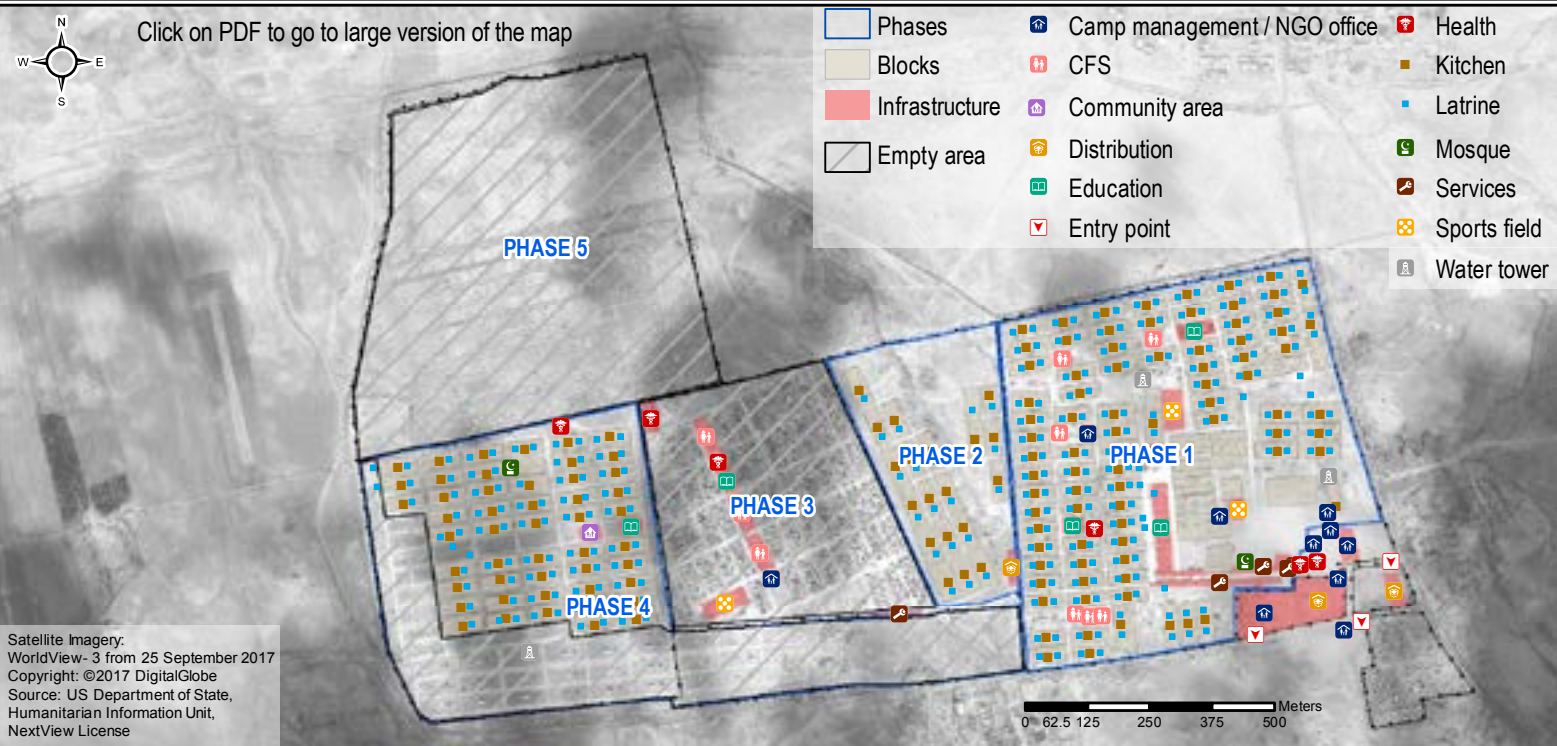 Click on PDF to go to large version of the map
N
W E
S
Phases
Blocks
Infrastructure
Empty area
Camp management / NGO office
CFS
Community area
Distribution
Education
Entry point
Health
Kitchen
Latrine
Mosque
Services
Sports field
Water tower
PHASE 5
PHASE 2
PHASE 1
PHASE 3
PHASE 4
Satellite Imagery:
WorldView- 3 from 25 September 2017
Copyright: ©2017 DigitalGlobe
Source: US Department of State,
Humanitarian Information Unit,
NextView License
Meters
0 62.5 125 250 375 500